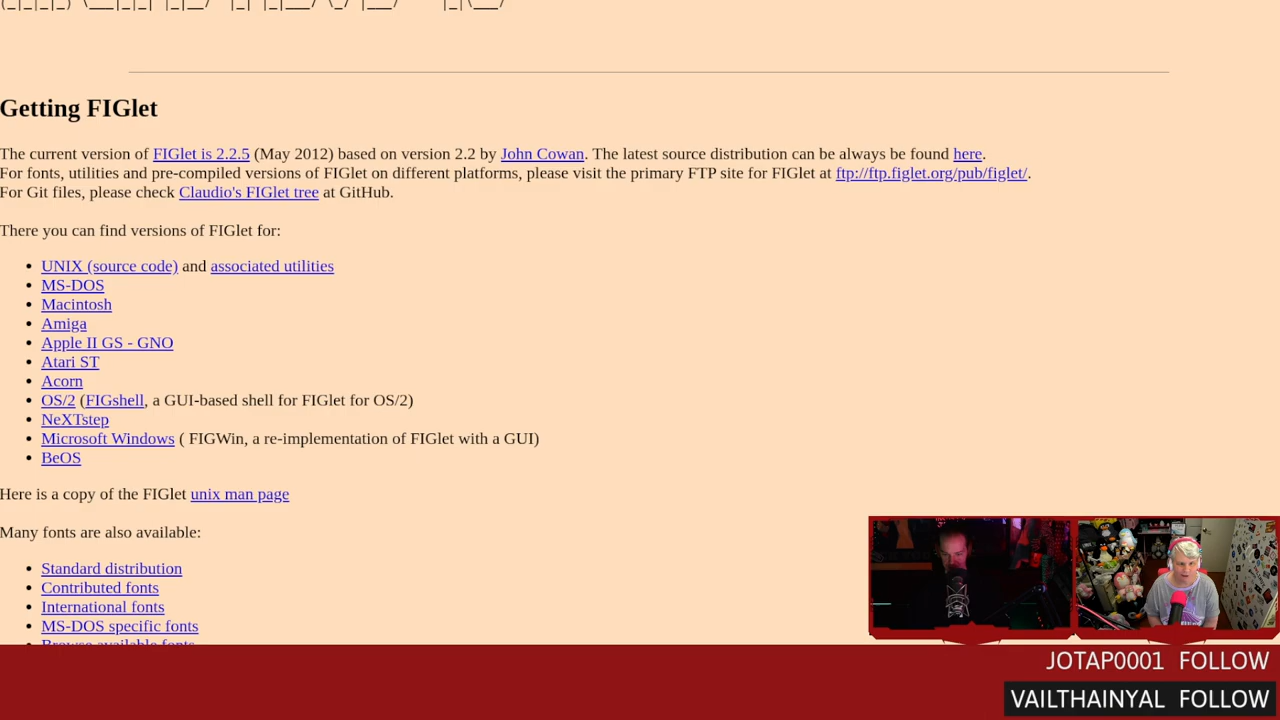 Getting FIGlet
The current version of FIGlet is 2.2.5 (May 2012) based on version 2.2 by John Cowan. The latest source distribution can be always be found here.
For fonts, utilities and pre-compiled versions of FIGlet on different platforms, please visit the primary FTP site for FIGlet at ftp://ftp.figlet.org/pub/figlet/.
For Git files, please check Claudio's FIGlet tree at GitHub.
There you can find versions of FIGlet for:
• UNIX (source code) and associated utilities
• MS-DOS
• Macintosh
• Amiga
• Apple II GS - GNO
• Atari ST
• Acorn
• OS/2 (FIGshell, a GUI-based shell for FIGlet for OS/2)
• NeXTstep
• Microsoft Windows ( FIGWin, a re-implementation of FIGlet with a GUI)
• BeOS
Here is a copy of the FIGlet unix man page
Many fonts are also available:
• Standard distribution
• Contributed fonts
• International fonts
• MS-DOS specific fonts
• Browse available fonts
JOTAP0001 FOLLOW
VAILTHAINYAL FOLLOW